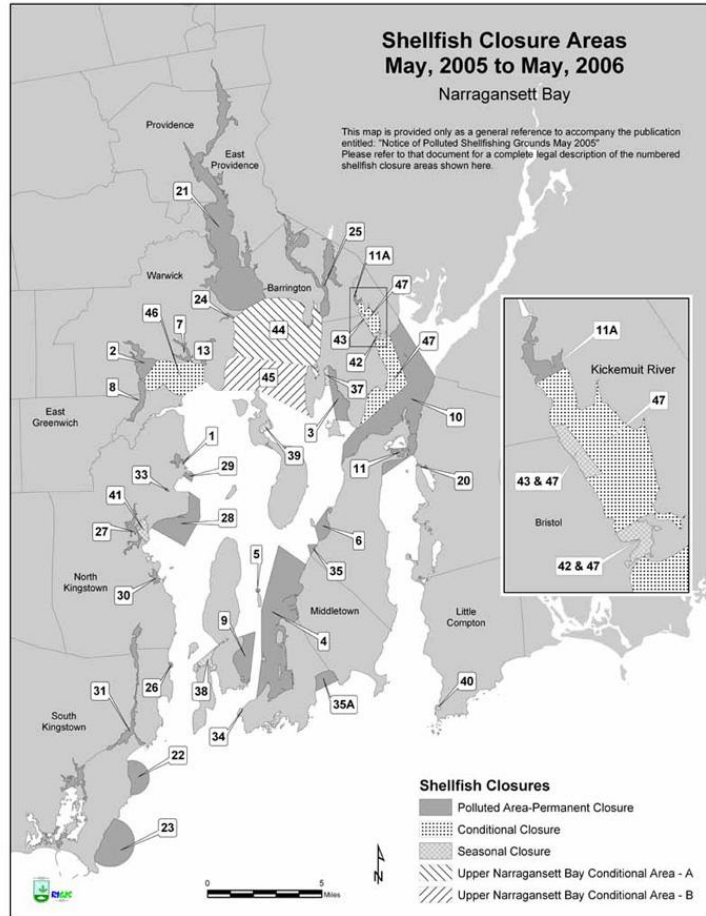 Shellfish Closure Areas
May, 2005 to May, 2006
Narragansett Bay
This map is provided only as a general reference to accompany the publication
entitled: "Notice of Polluted Shellfishing Grounds May 2005"
Please refer to that document for a complete legal description of the numbered
shellfish closure areas shown here.
Providence
East
Providence
21
25
11A
Warwick
Barrington
47
24
46
7
44
43
2
13
42
47
11A
Kickemuit River
8
45
37
47
10
East
Greenwich
3
1
39
11
29
20
33
43 & 47
41
28
27
6
Bristol
5
35
42 & 47
North
Kingstown
30
Middletown
Little
Compton
9
4
26
38
40
31
35A
34
South
Kingstown
22
23
Shellfish Closures
Polluted Area-Permanent Closure
Conditional Closure
Seasonal Closure
Upper Narragansett Bay Conditional Area - A
Upper Narragansett Bay Conditional Area - B
0
5
Miles